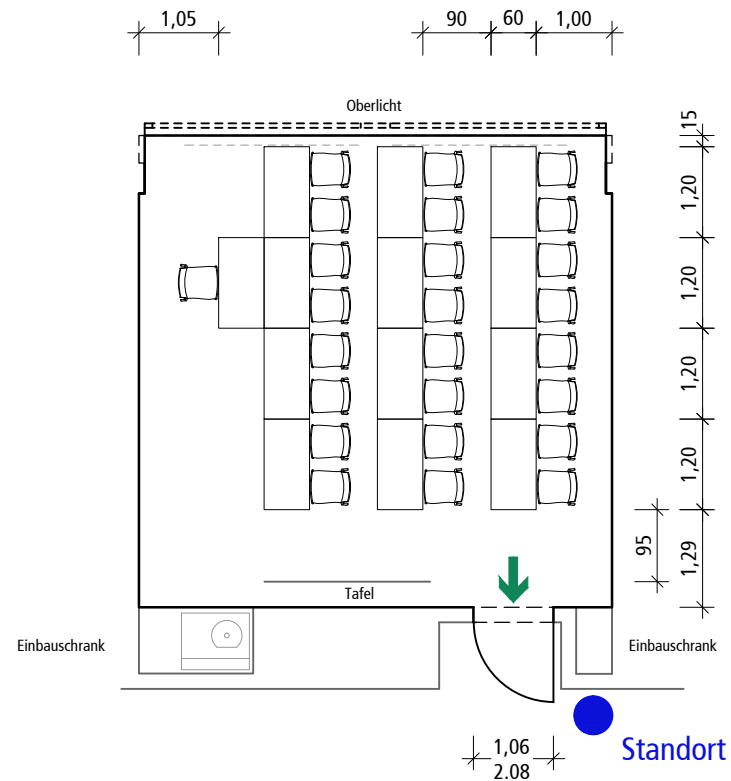 1,05
90
60
1,00
Oberlicht
15
1,20
1,20
1,20
1,20
95
1,29
Tafel
Einbauschrank
Einbauschrank
Standort
1,06
2,08